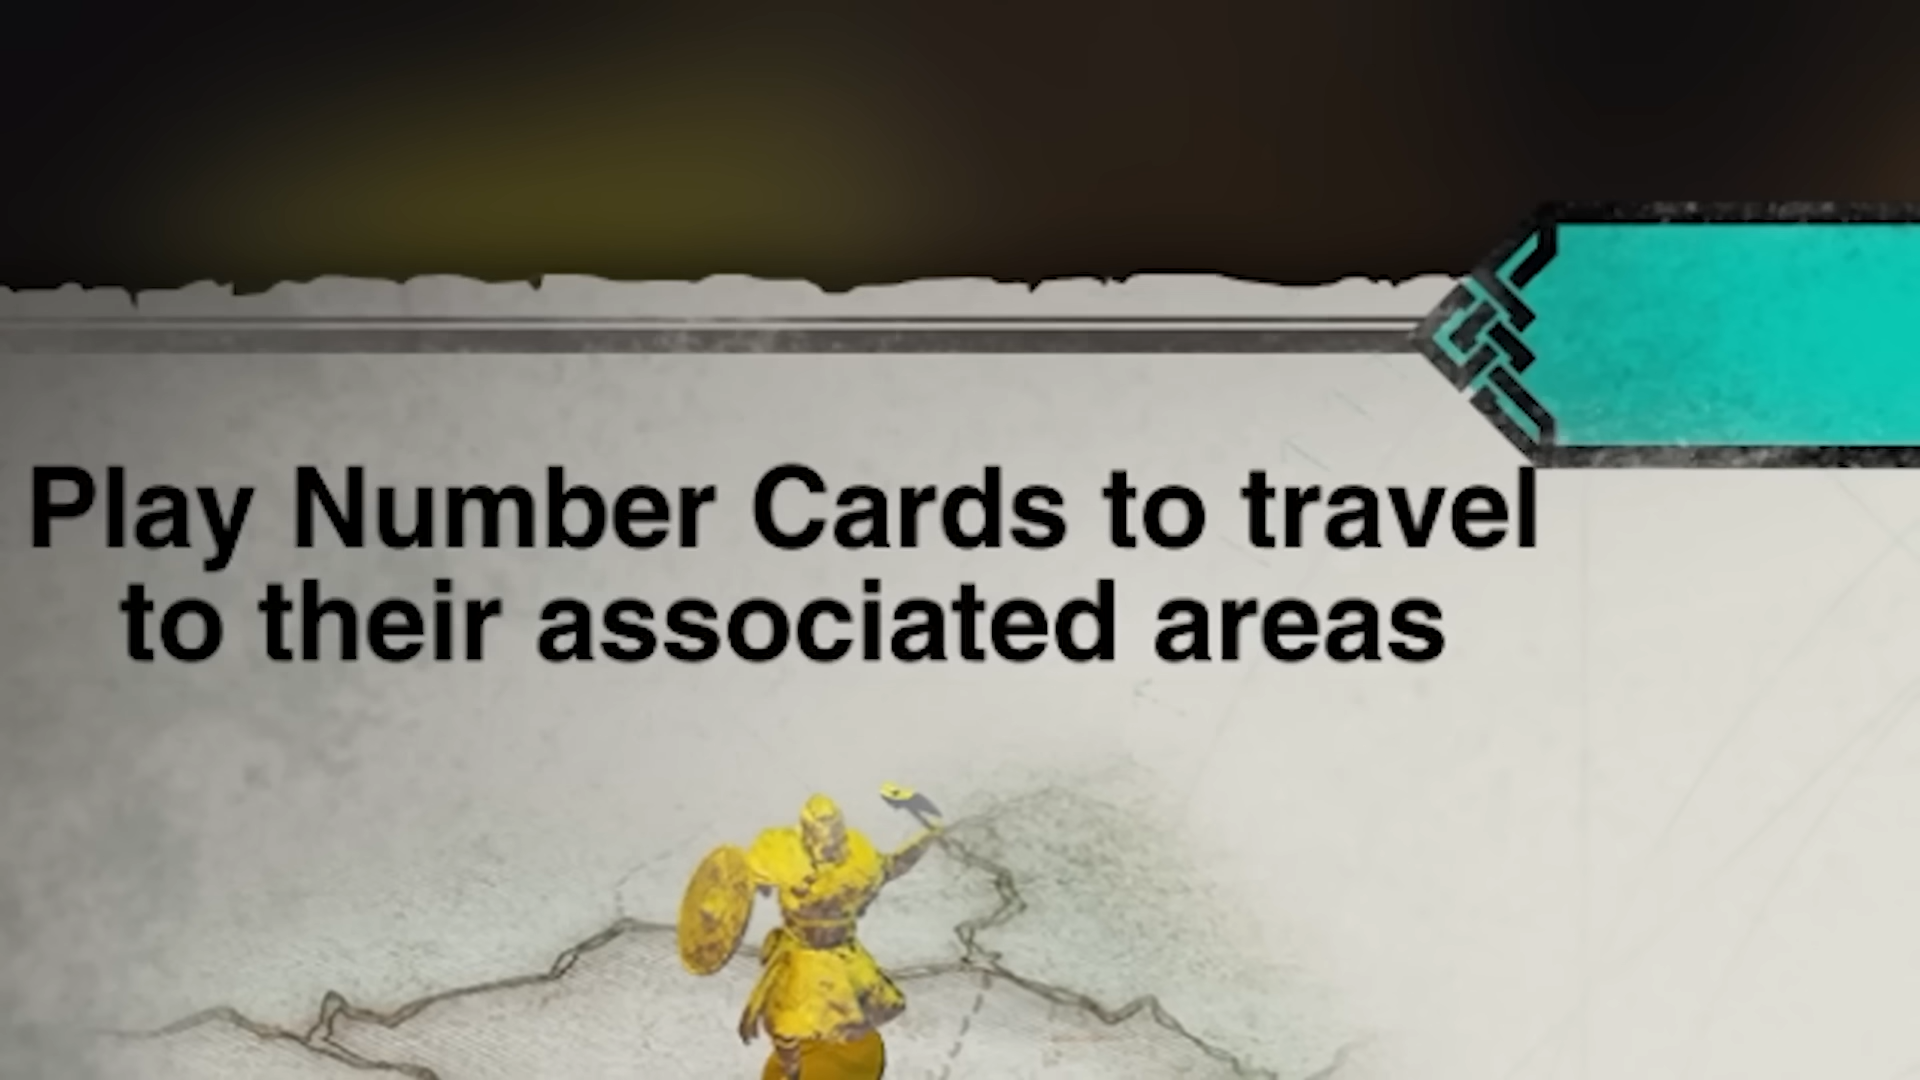 Play Number Cards to travel
to their associated areas